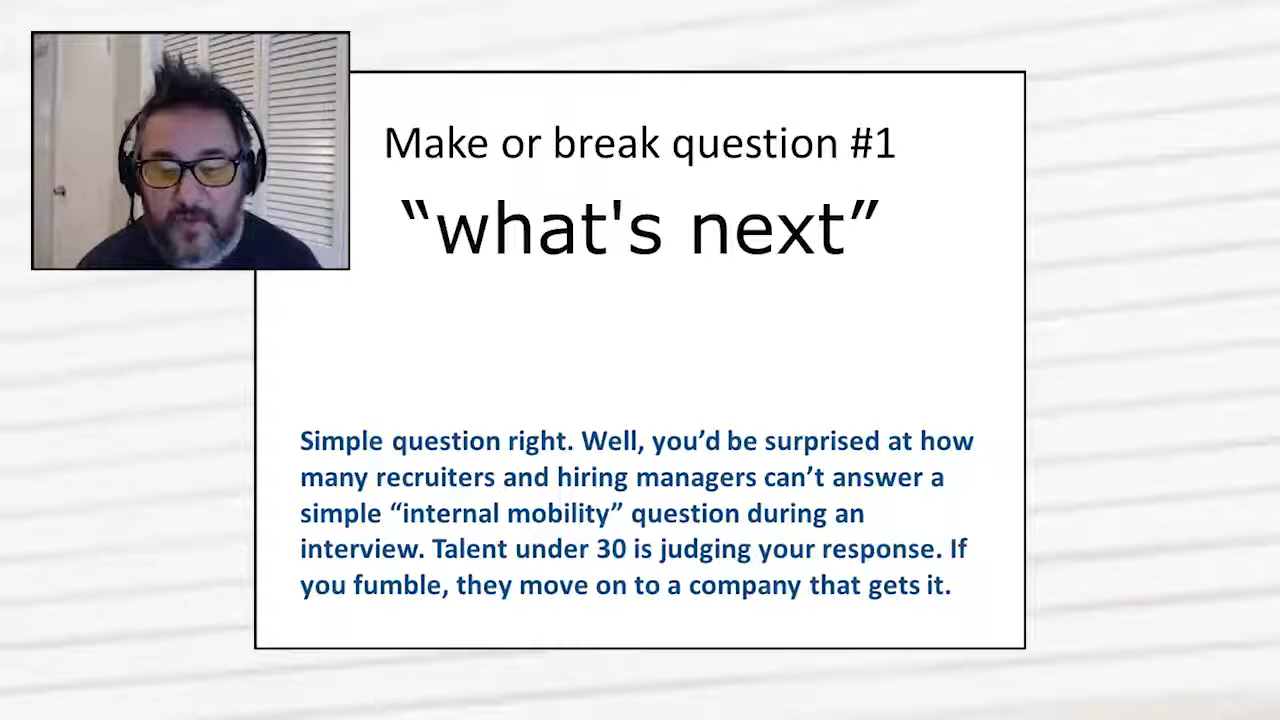 Make or break question #1
“what's next”
Simple question right. Well, you’d be surprised at how
many recruiters and hiring managers can’t answer a
simple “internal mobility” question during an
interview. Talent under 30 is judging your response. If
you fumble, they move on to a company that gets it.